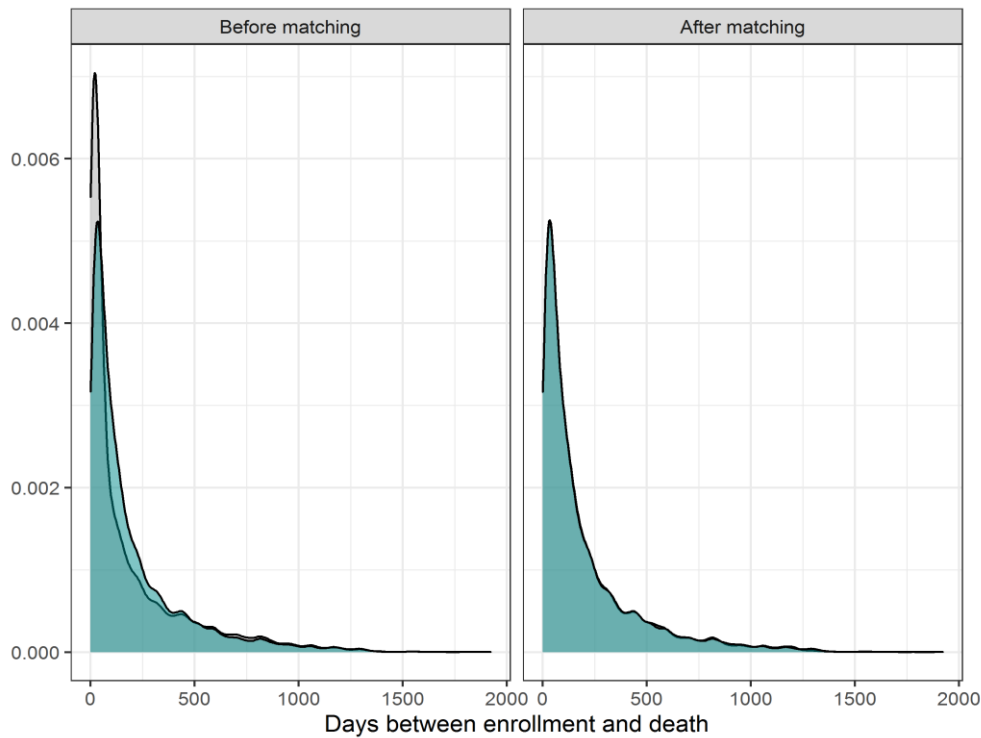 Before matching
After matching
0.006
0.004
0.002
0.000
0 500 1000 1500 2000 0 500 1000 1500 2000
Days between enrollment and death